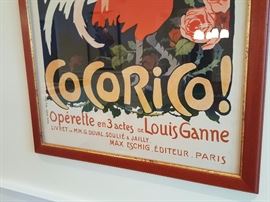 COCORICO!
Opérette en 3 actes de Louis Ganne
LIVRET de MM. G. DUVAL, SOULIÉ & JAILLY.
MAX ESCHIG, ÉDITEUR, PARIS